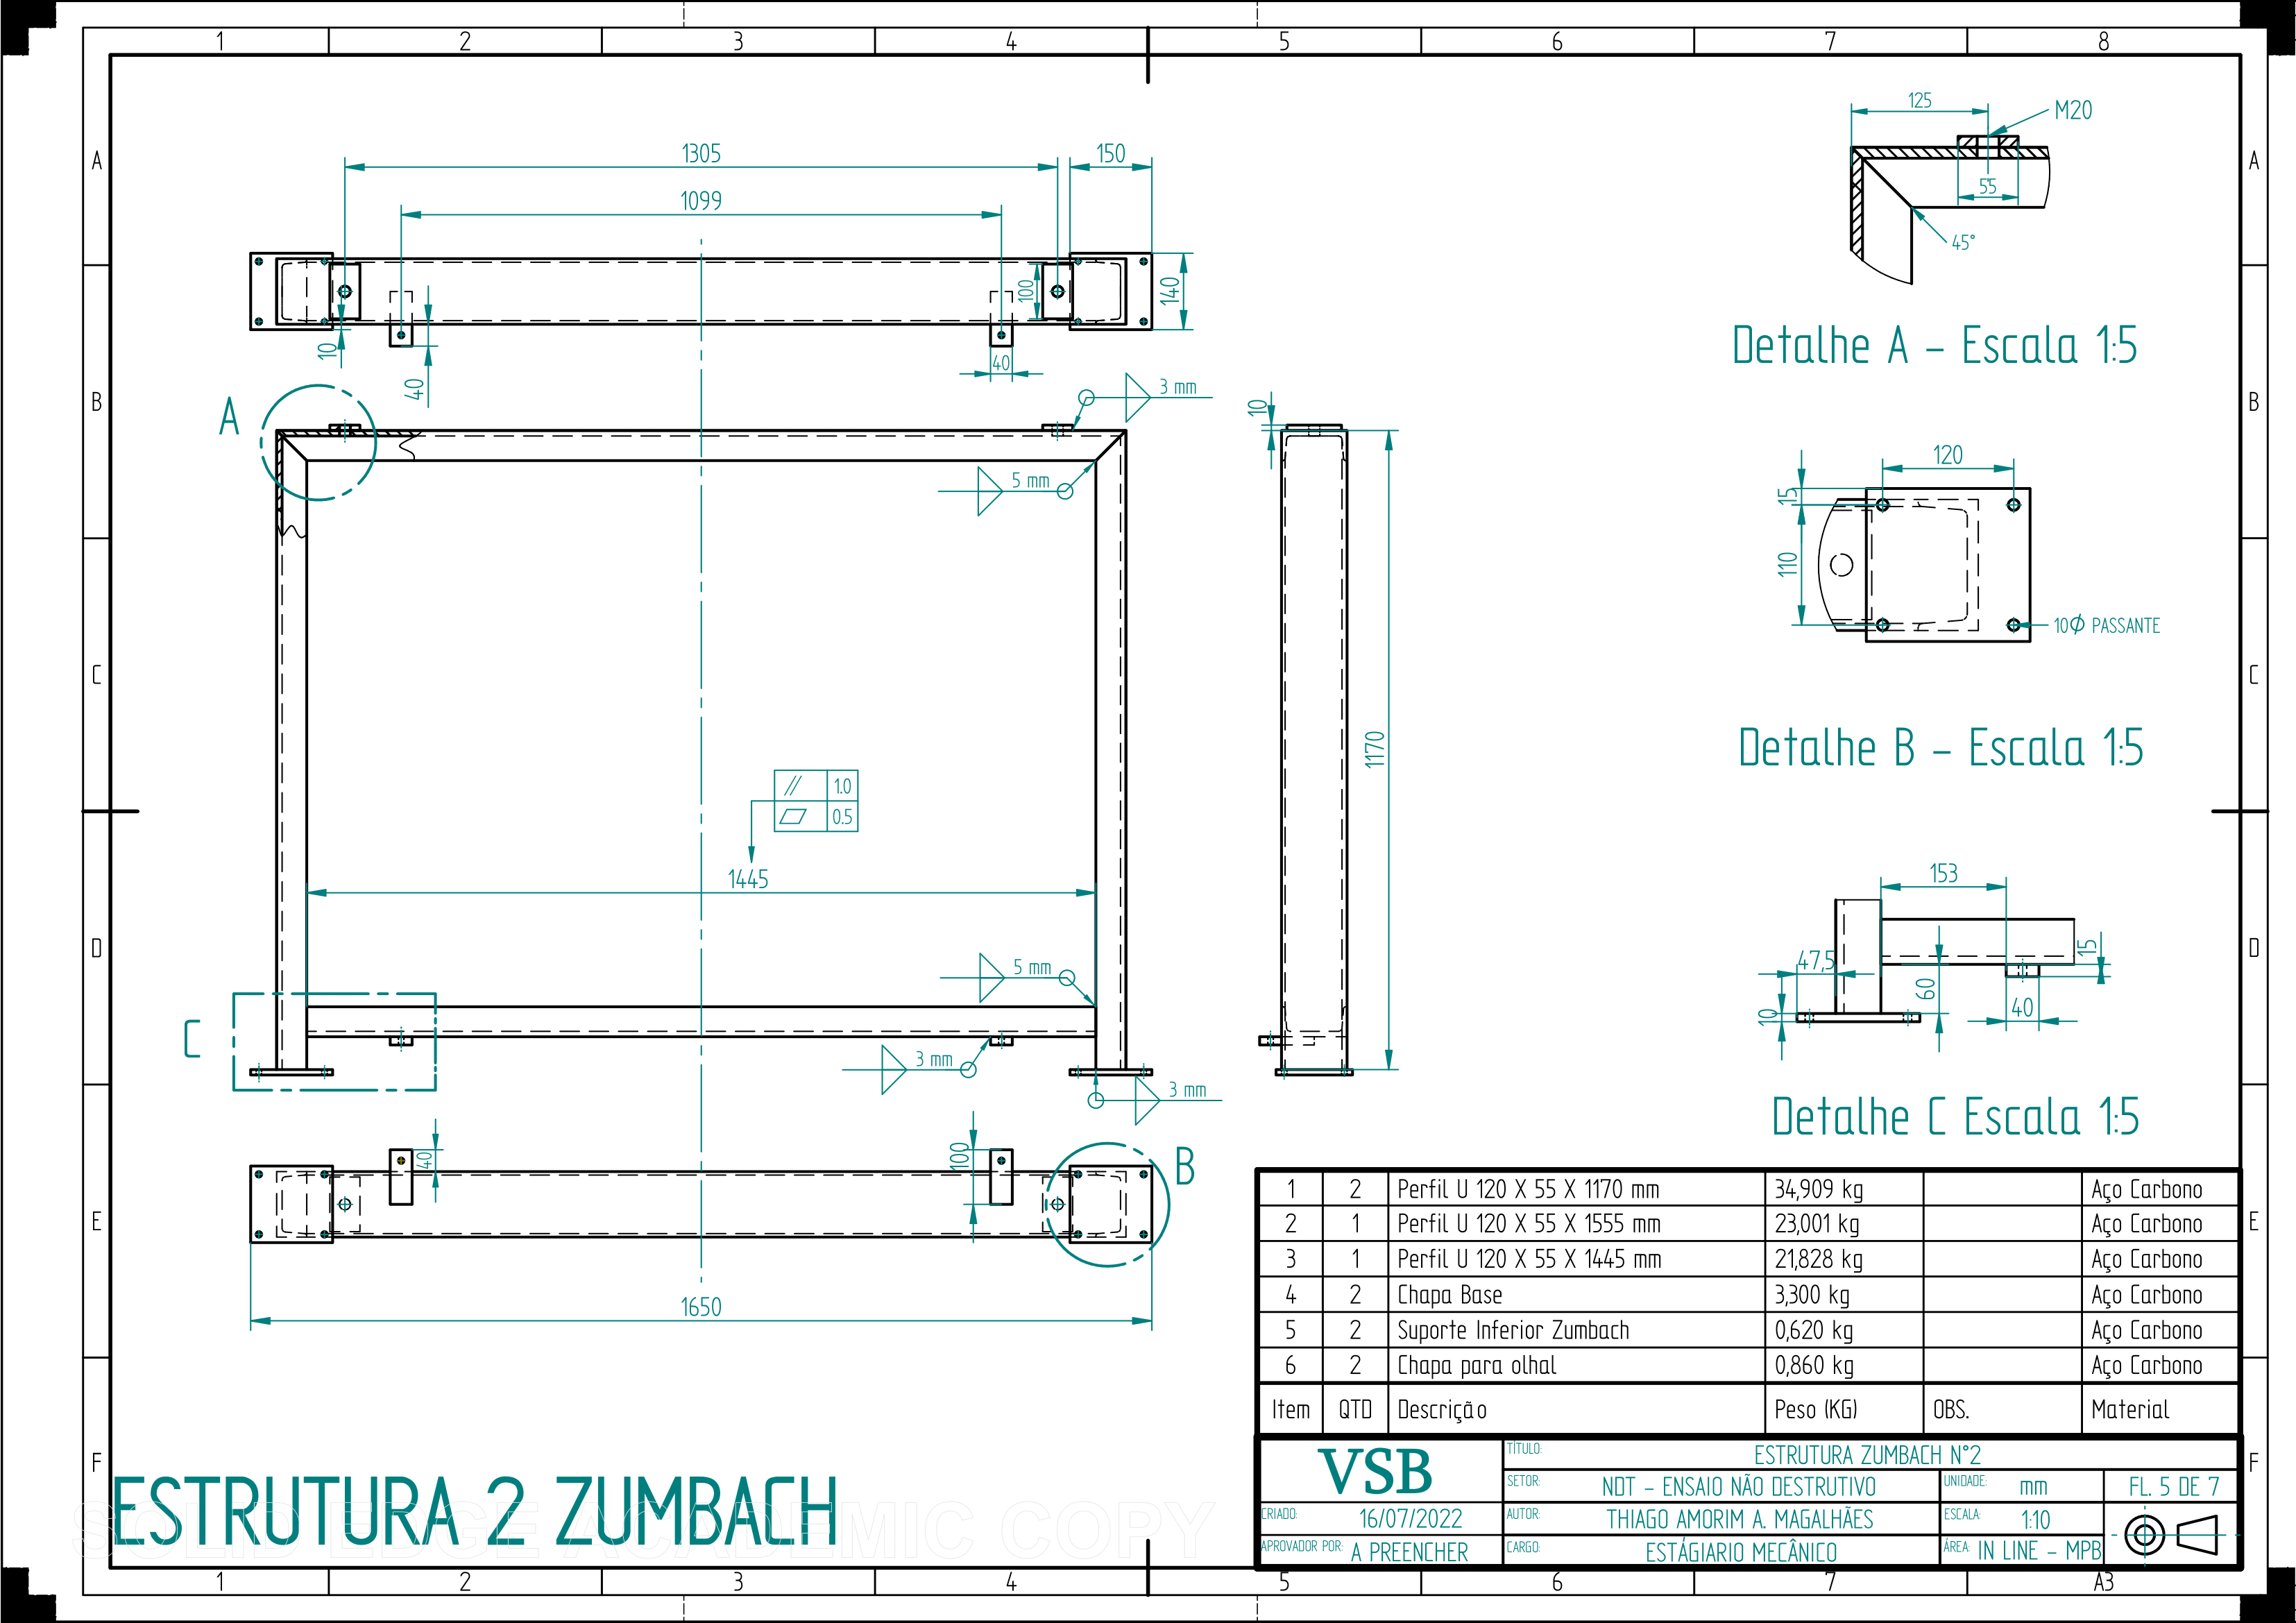 1 2 3 4 5 6 7 8
A A
B B
C C
D D
E E
F F
1305
150
1099
100
140
10
40
40
A
3 mm
5 mm
// 1.0
0.5
1445
5 mm
C
3 mm
3 mm
10
1170
40
100
B
1650
125
M20
55
45°
Detalhe A - Escala 1:5
120
15
110
10Ø PASSANTE
Detalhe B - Escala 1:5
153
47,5
15
60
10
40
Detalhe C Escala 1:5
1 2 Perfil U 120 X 55 X 1170 mm 34,909 kg Aço Carbono
2 1 Perfil U 120 X 55 X 1555 mm 23,001 kg Aço Carbono
3 1 Perfil U 120 X 55 X 1445 mm 21,828 kg Aço Carbono
4 2 Chapa Base 3,300 kg Aço Carbono
5 2 Suporte Inferior Zumbach 0,620 kg Aço Carbono
6 2 Chapa para olhal 0,860 kg Aço Carbono
Item QTD Descrição Peso (KG) OBS. Material
VSB
TÍTULO: ESTRUTURA ZUMBACH N°2
SETOR: NDT - ENSAIO NÃO DESTRUTIVO UNIDADE: mm FL. 5 DE 7
CRIADO: 16/07/2022 AUTOR: THIAGO AMORIM A. MAGALHÃES ESCALA: 1:10
APROVADOR POR: A PREENCHER CARGO: ESTÁGIARIO MECÂNICO ÁREA: IN LINE - MPB
ESTRUTURA 2 ZUMBACH
SOLID EDGE ACADEMIC COPY
1 2 3 4 5 6 7 A3